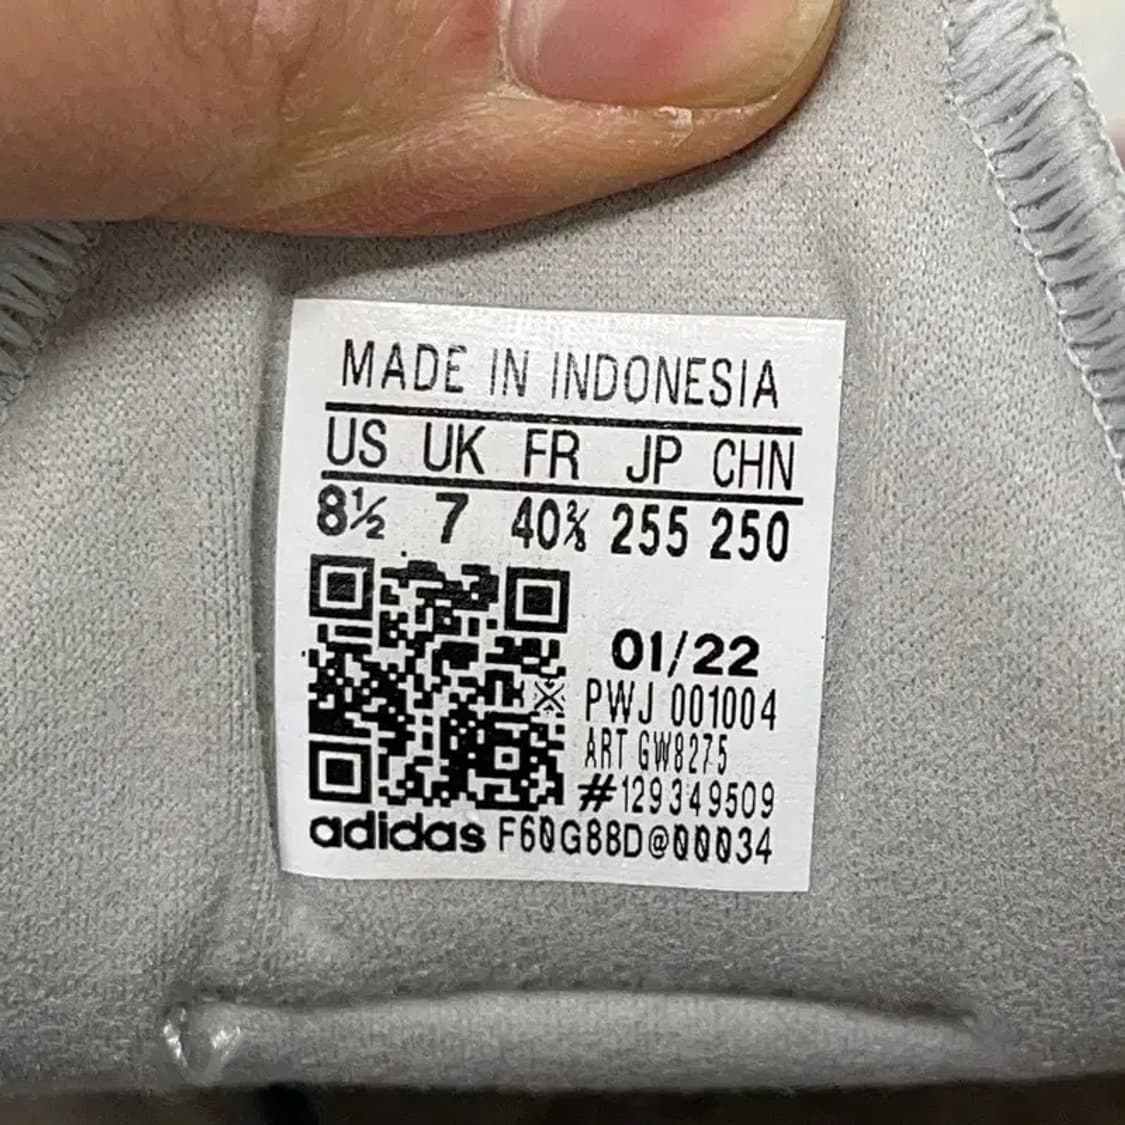 MADE IN INDONESIA
US UK FR JP CHN
8½ 7 40⅔ 255 250
01/22
PWJ 001004
ART GW8275
#129349509
adidas F60G8BD@00034